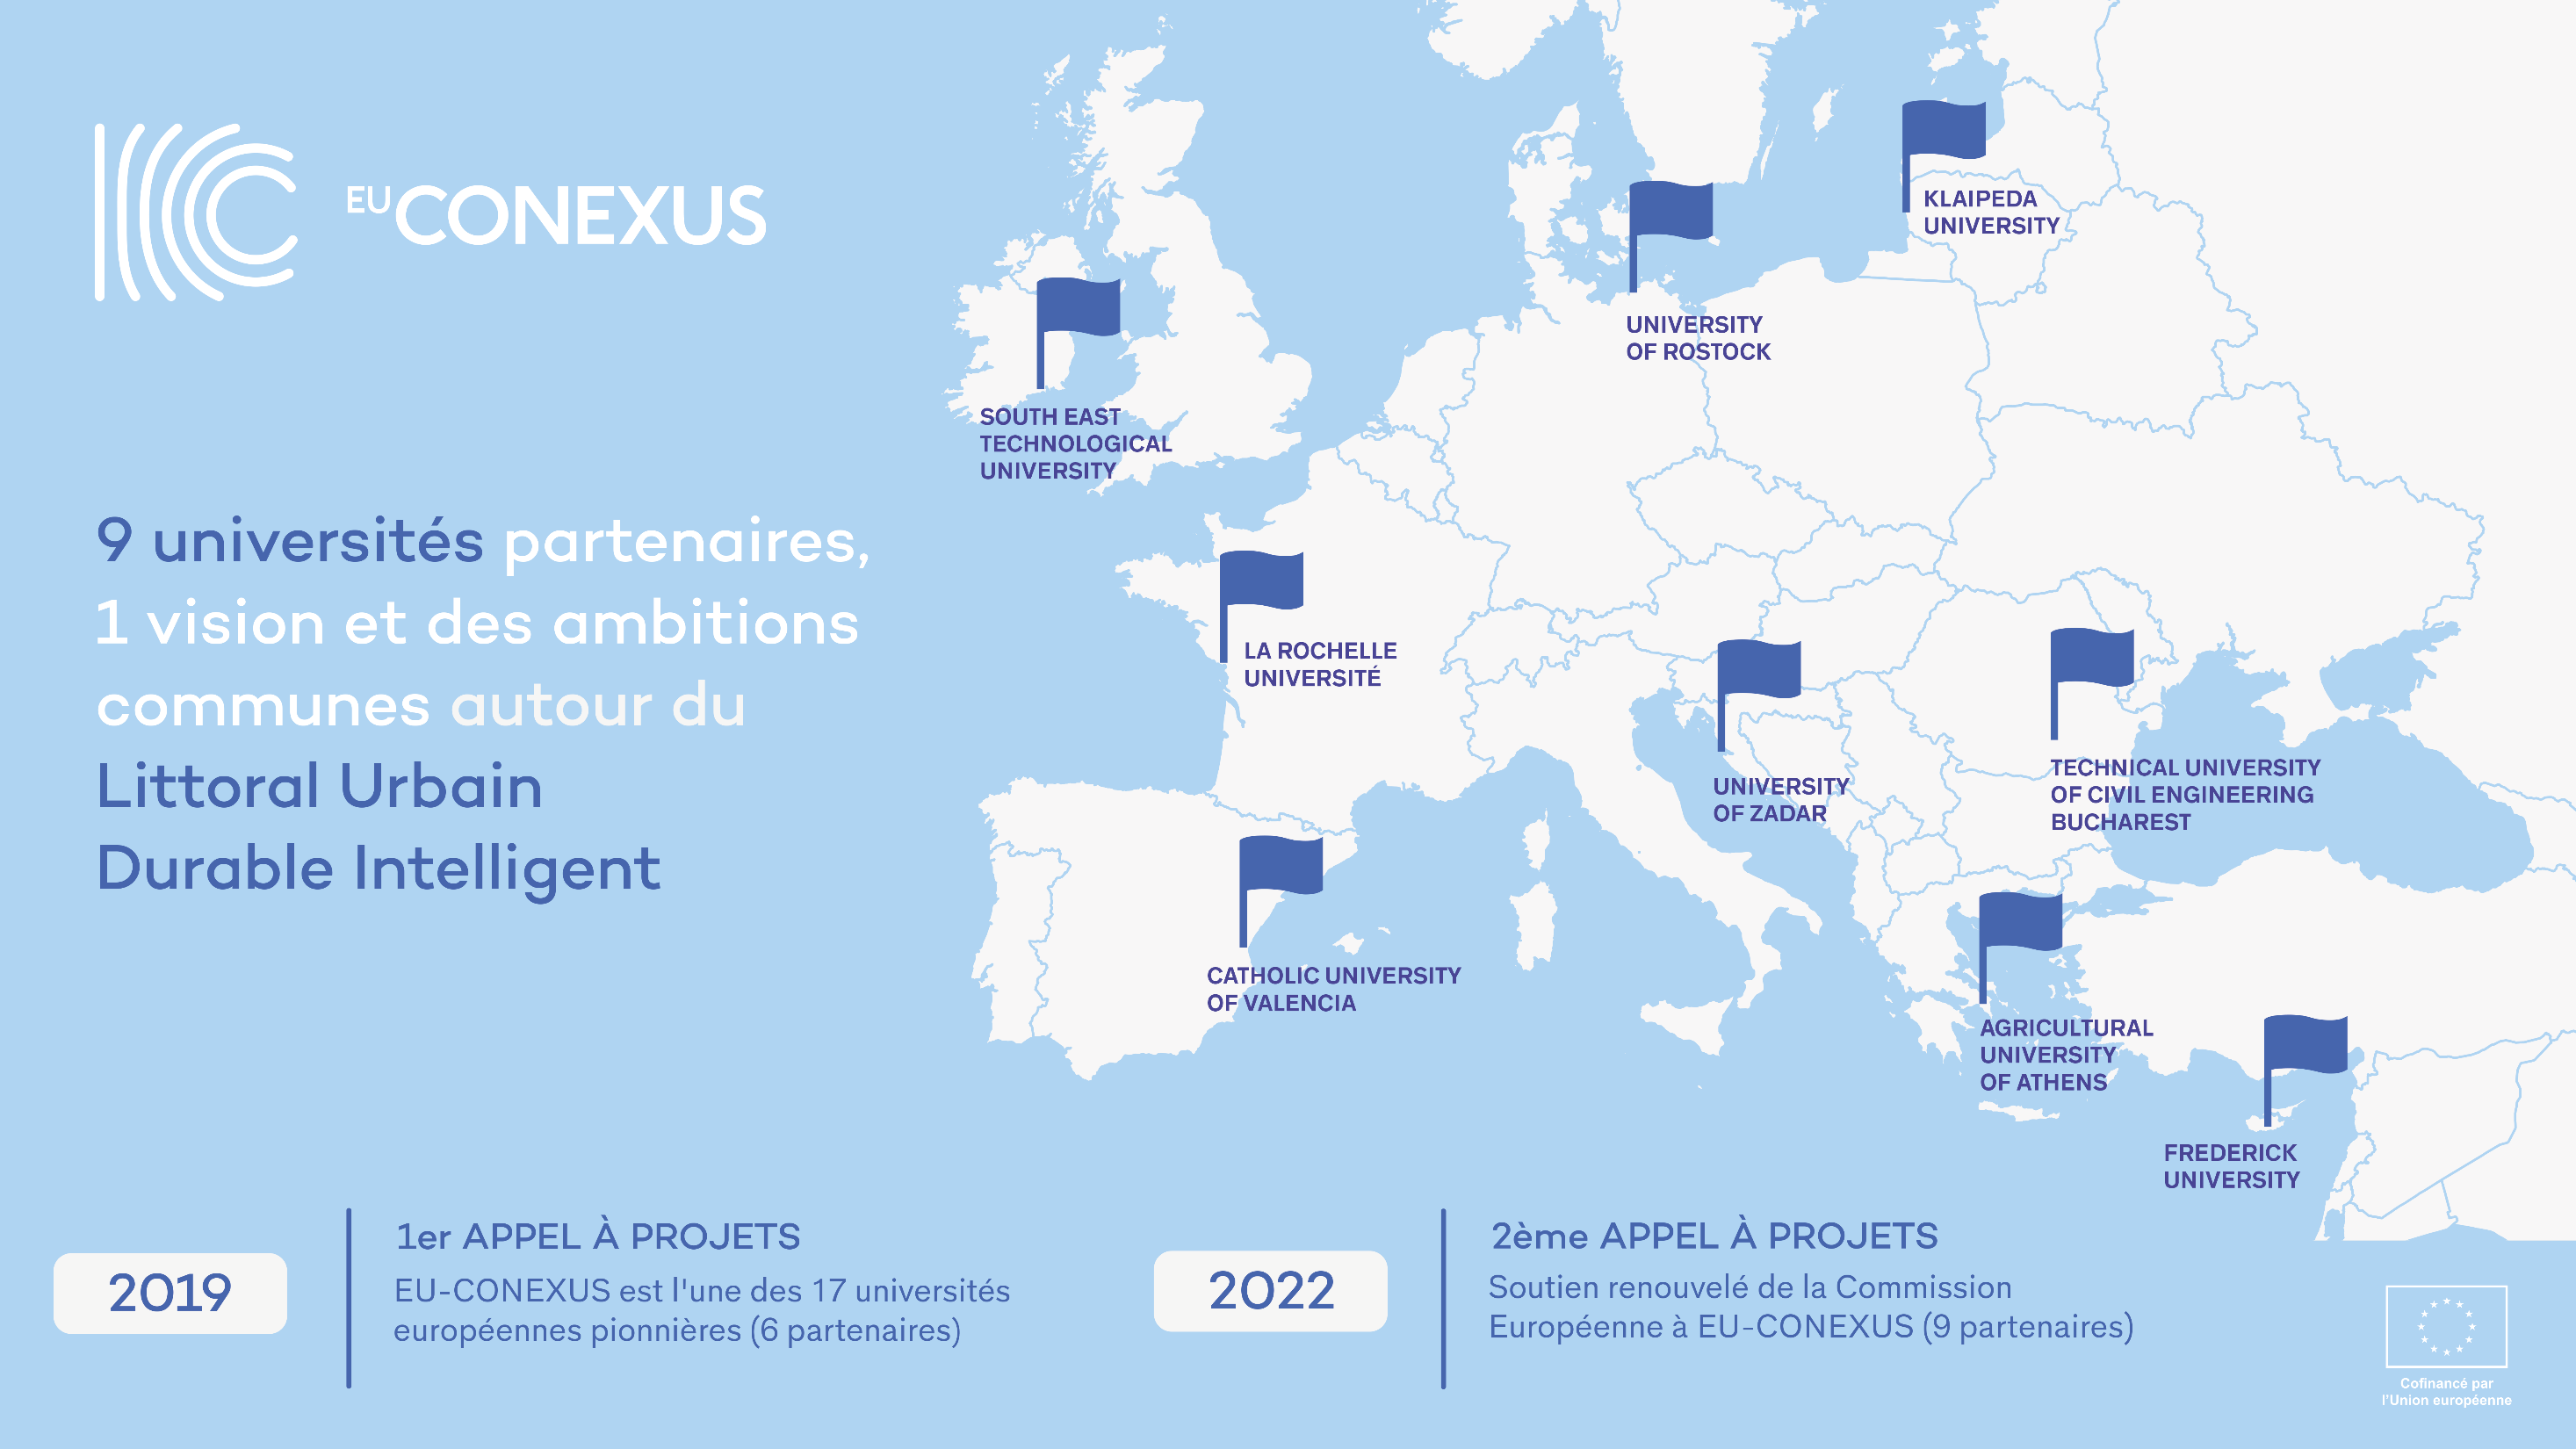 EU CONEXUS
9 universités partenaires,
1 vision et des ambitions
communes autour du
Littoral Urbain
Durable Intelligent
KLAIPEDA
UNIVERSITY
UNIVERSITY
OF ROSTOCK
SOUTH EAST
TECHNOLOGICAL
UNIVERSITY
LA ROCHELLE
UNIVERSITÉ
UNIVERSITY
OF ZADAR
TECHNICAL UNIVERSITY
OF CIVIL ENGINEERING
BUCHAREST
CATHOLIC UNIVERSITY
OF VALENCIA
AGRICULTURAL
UNIVERSITY
OF ATHENS
FREDERICK
UNIVERSITY
2019
1er APPEL À PROJETS
EU-CONEXUS est l'une des 17 universités
européennes pionnières (6 partenaires)
2022
2ème APPEL À PROJETS
Soutien renouvelé de la Commission
Européenne à EU-CONEXUS (9 partenaires)
Cofinancé par
l'Union européenne